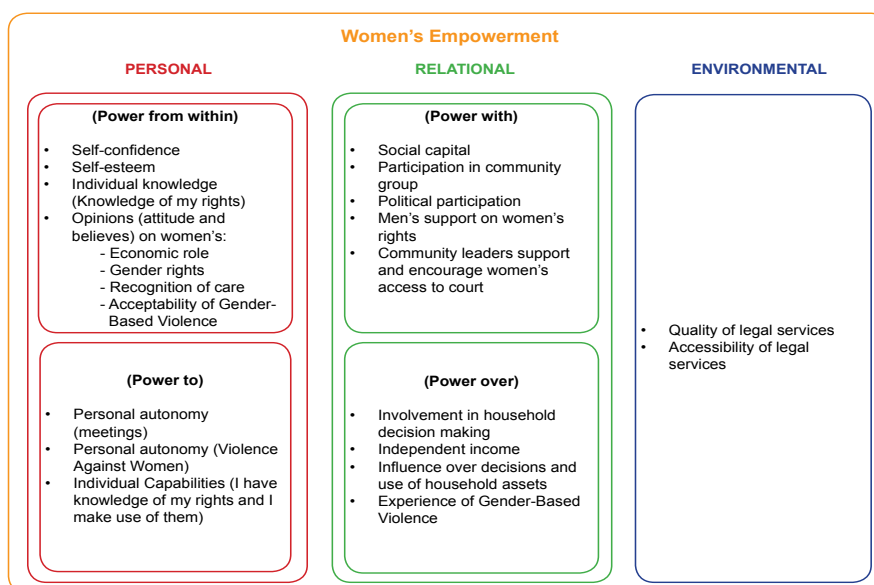 Women's Empowerment
PERSONAL
(Power from within)
• Self-confidence
• Self-esteem
• Individual knowledge
(Knowledge of my rights)
• Opinions (attitude and
believes) on women's:
- Economic role
- Gender rights
- Recognition of care
- Acceptability of Gender-
Based Violence
(Power to)
• Personal autonomy
(meetings)
• Personal autonomy (Violence
Against Women)
• Individual Capabilities (I have
knowledge of my rights and I
make use of them)
RELATIONAL
(Power with)
• Social capital
• Participation in community
group
• Political participation
• Men's support on women's
rights
• Community leaders support
and encourage women's
access to court
(Power over)
• Involvement in household
decision making
• Independent income
• Influence over decisions and
use of household assets
• Experience of Gender-Based
Violence
ENVIRONMENTAL
• Quality of legal services
• Accessibility of legal
services